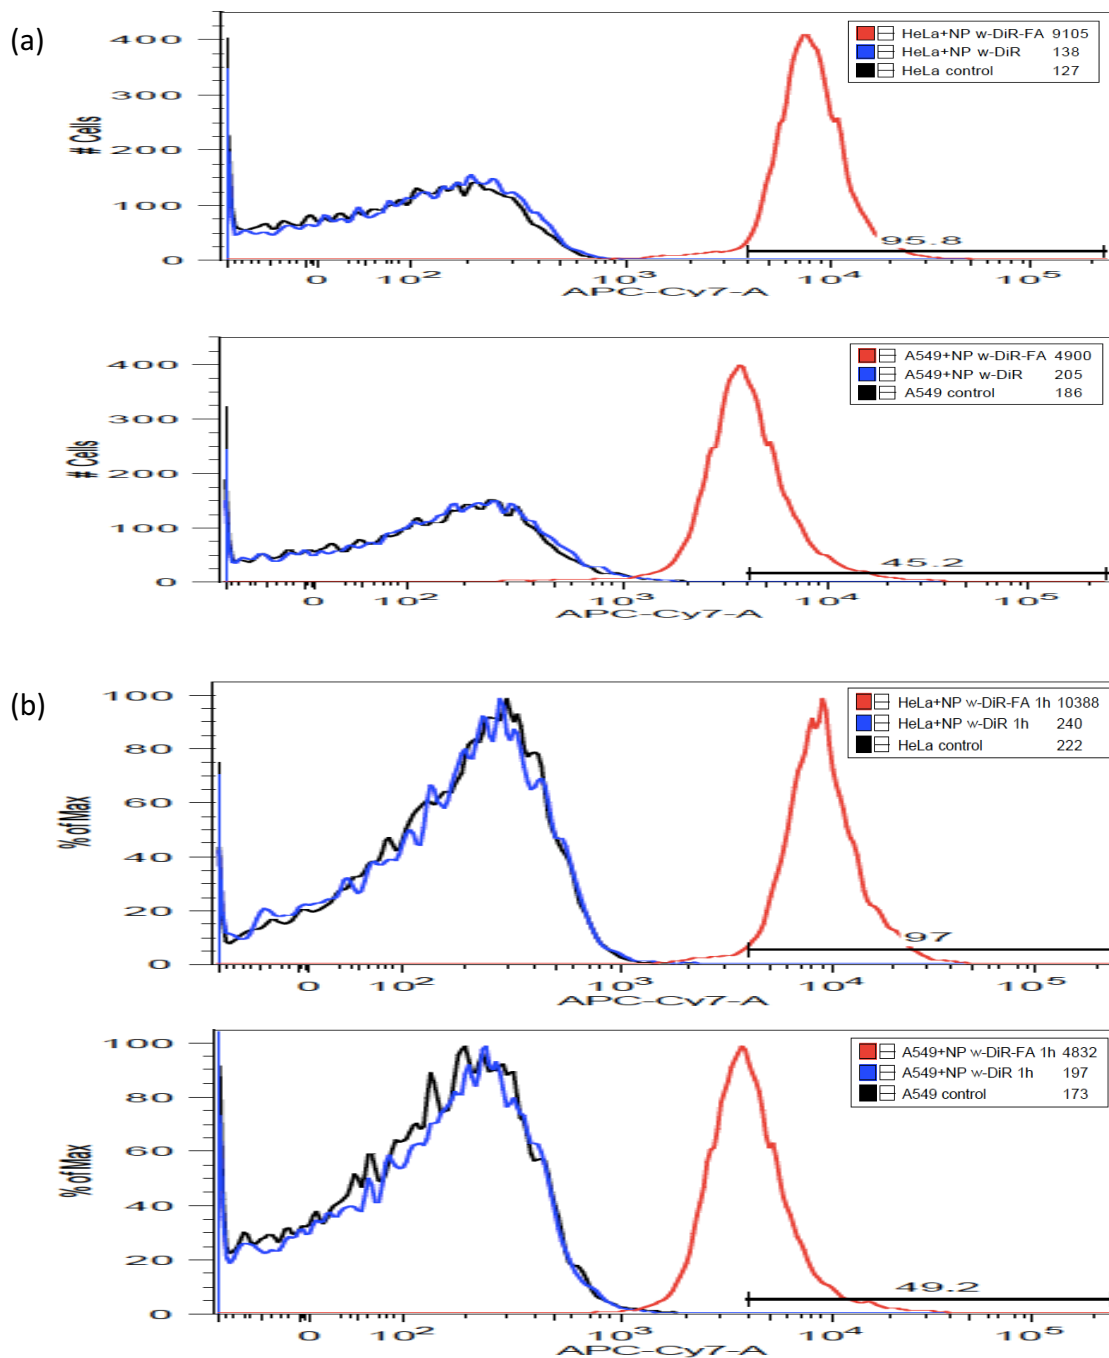 (a)
HeLa+NP w-DiR-FA 9105
HeLa+NP w-DiR 138
HeLa control 127
400
300
200
100
0
# Cells
95.8
0 10² 10³ 10⁴ 10⁵
APC-Cy7-A
A549+NP w-DiR-FA 4900
A549+NP w-DiR 205
A549 control 186
400
300
200
100
0
# Cells
45.2
0 10² 10³ 10⁴ 10⁵
APC-Cy7-A
(b)
HeLa+NP w-DiR-FA 1h 10388
HeLa+NP w-DiR 1h 240
HeLa control 222
100
80
60
40
20
0
% of Max
97
0 10² 10³ 10⁴ 10⁵
APC-Cy7-A
A549+NP w-DiR-FA 1h 4832
A549+NP w-DiR 1h 197
A549 control 173
100
80
60
40
20
0
% of Max
49.2
0 10² 10³ 10⁴ 10⁵
APC-Cy7-A